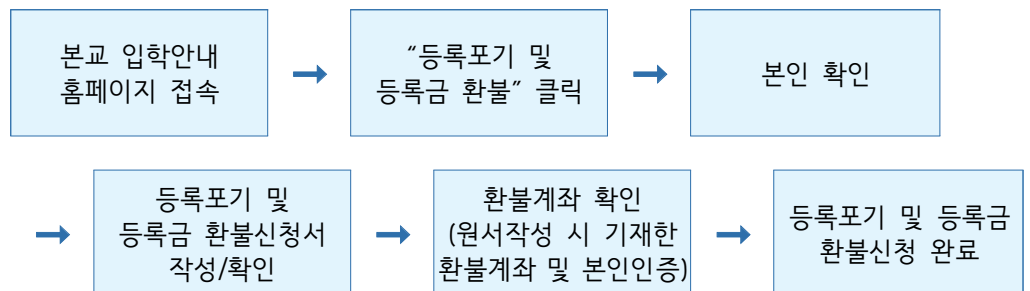 본교 입학안내
홈페이지 접속
“등록포기 및
등록금 환불” 클릭
본인 확인
등록포기 및
등록금 환불신청서
작성/확인
환불계좌 확인
(원서작성 시 기재한
환불계좌 및 본인인증)
등록포기 및 등록금
환불신청 완료